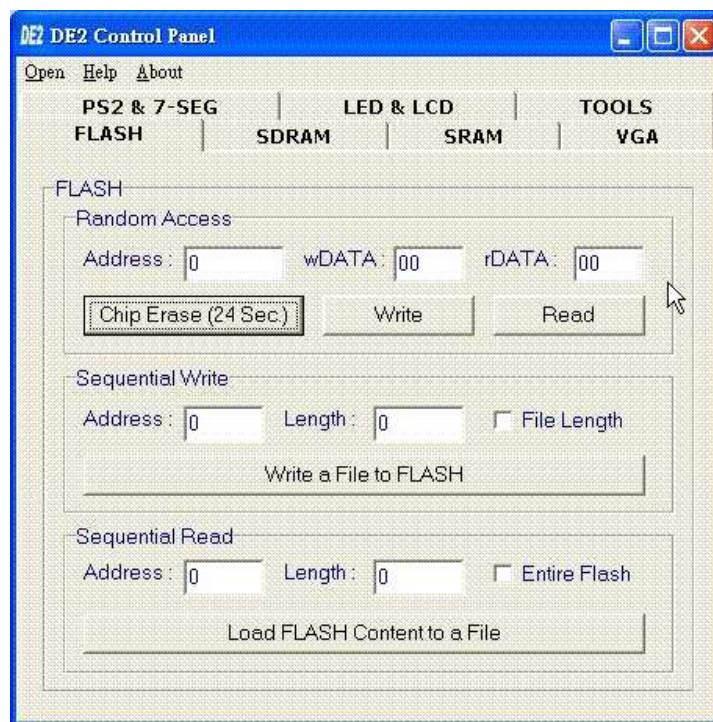 DE2 DE2 Control Panel
Open Help About
PS2 & 7-SEG LED & LCD TOOLS
FLASH SDRAM SRAM VGA
FLASH
Random Access
Address : 0 wDATA : 00 rDATA : 00
Chip Erase (24 Sec.) Write Read
Sequential Write
Address : 0 Length : 0 File Length
Write a File to FLASH
Sequential Read
Address : 0 Length : 0 Entire Flash
Load FLASH Content to a File